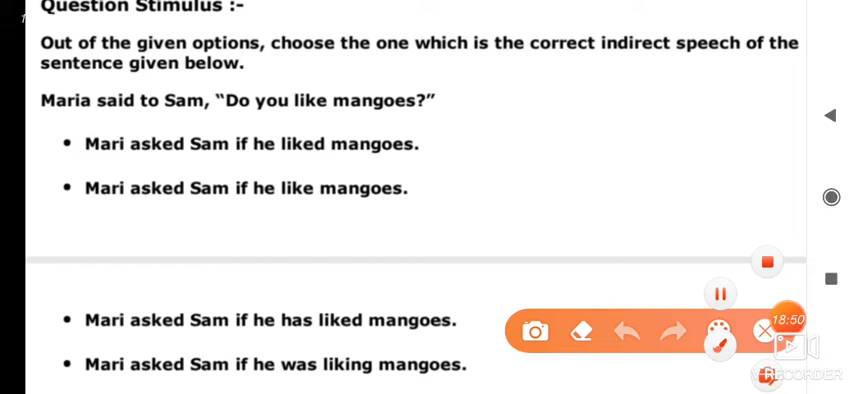 Question Stimulus :-
Out of the given options, choose the one which is the correct indirect speech of the
sentence given below.
Maria said to Sam, “Do you like mangoes?”
• Mari asked Sam if he liked mangoes.
• Mari asked Sam if he like mangoes.
• Mari asked Sam if he has liked mangoes.
• Mari asked Sam if he was liking mangoes.
18:50
V RECORDER